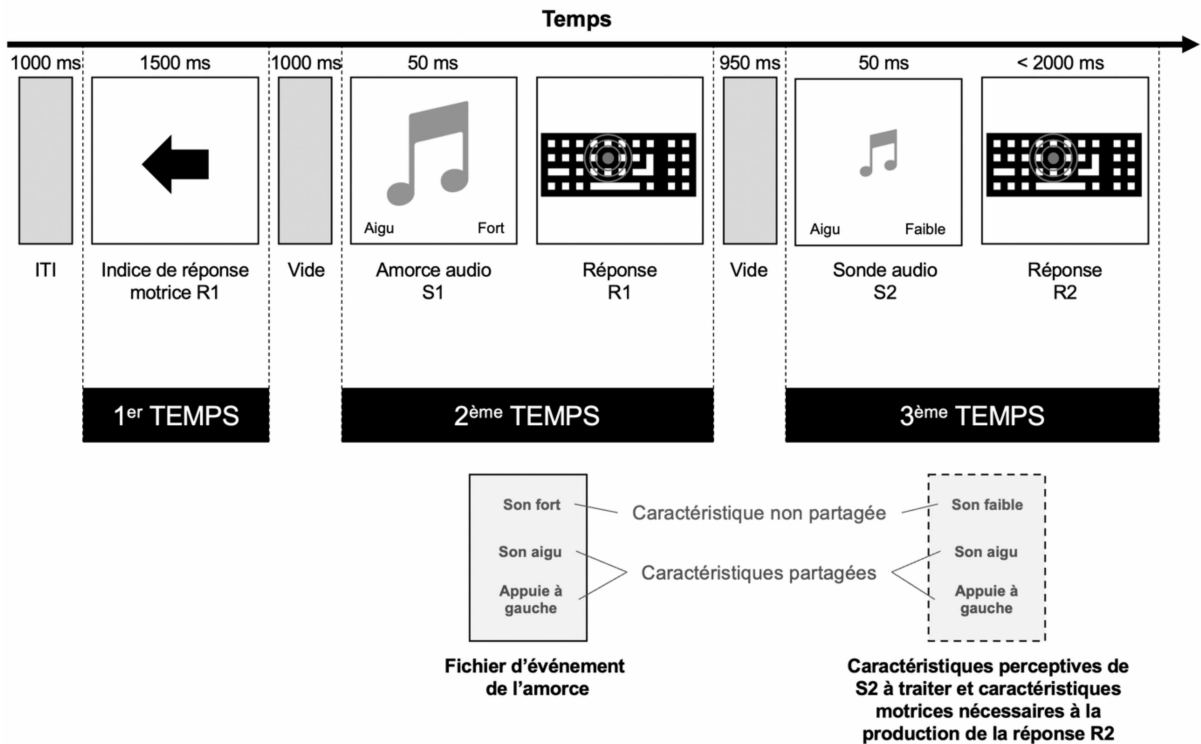 Temps
1000 ms 1500 ms 1000 ms 50 ms 950 ms 50 ms < 2000 ms
Aigu Fort Aigu Faible
ITI Indice de réponse Vide Amorce audio Réponse Vide Sonde audio Réponse
motrice R1 S1 R1 S2 R2
1er TEMPS 2ème TEMPS 3ème TEMPS
Son fort Caractéristique non partagée Son faible
Son aigu Son aigu
Caractéristiques partagées
Appuie à Appuie à
gauche gauche
Fichier d’événement Caractéristiques perceptives de
de l’amorce S2 à traiter et caractéristiques
motrices nécessaires à la
production de la réponse R2